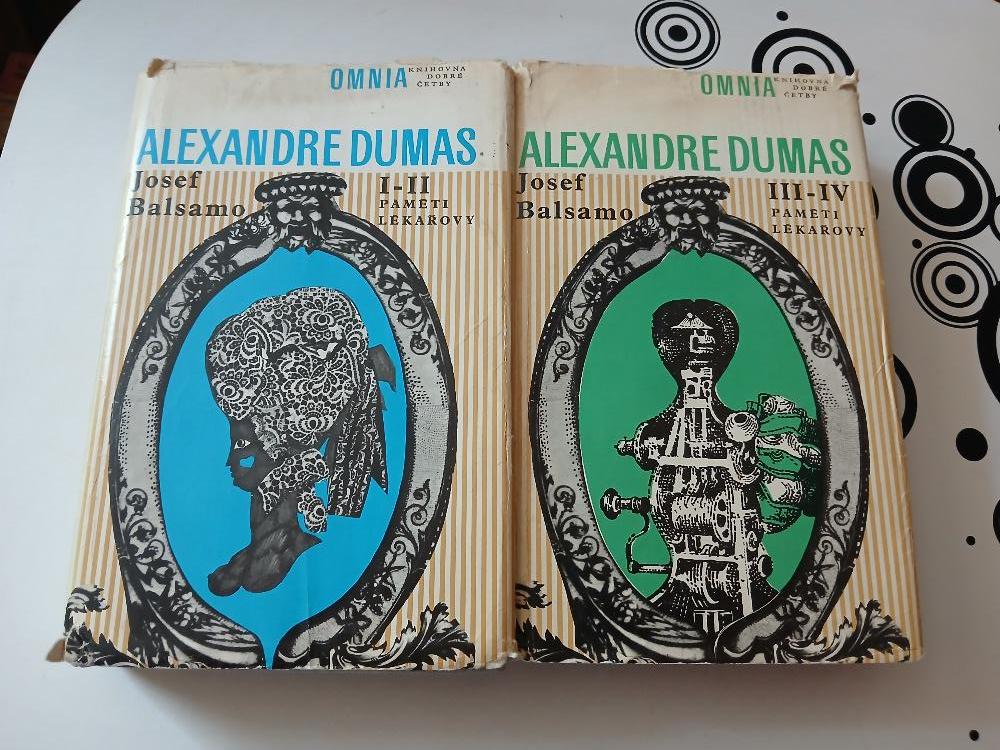 OMNIA KNIHOVNA
DOBRÉ
ČETBY
ALEXANDRE DUMAS
Josef
Balsamo
I-II
PAMĚTI
LÉKAŘOVY
OMNIA KNIHOVNA
DOBRÉ
ČETBY
ALEXANDRE DUMAS
Josef
Balsamo
III-IV
PAMĚTI
LÉKAŘOVY